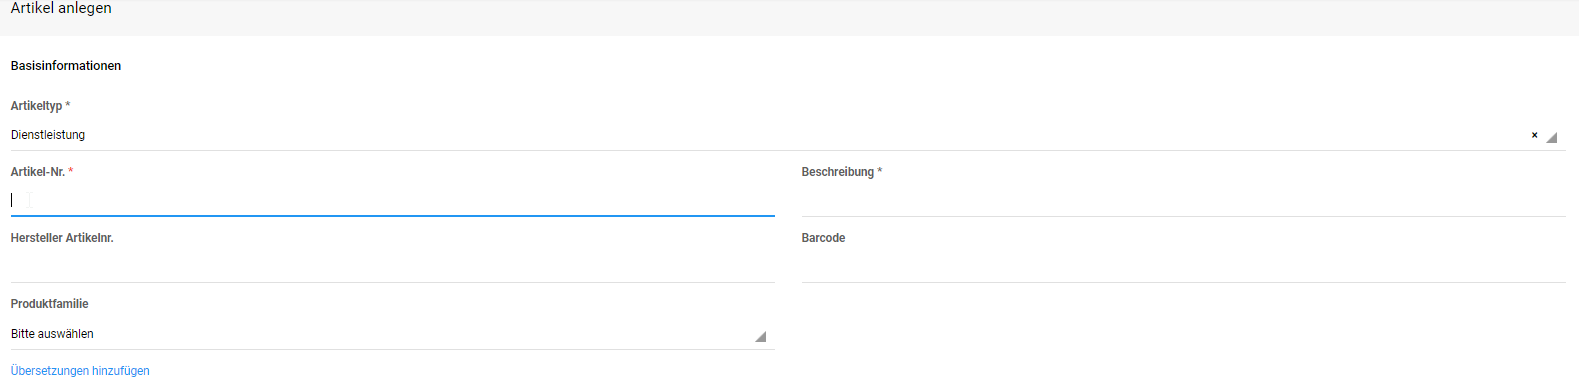 Artikel anlegen
Basisinformationen
Artikeltyp *
Dienstleistung ×
Artikel-Nr. * Beschreibung *
Hersteller Artikelnr. Barcode
Produktfamilie
Bitte auswählen
Übersetzungen hinzufügen